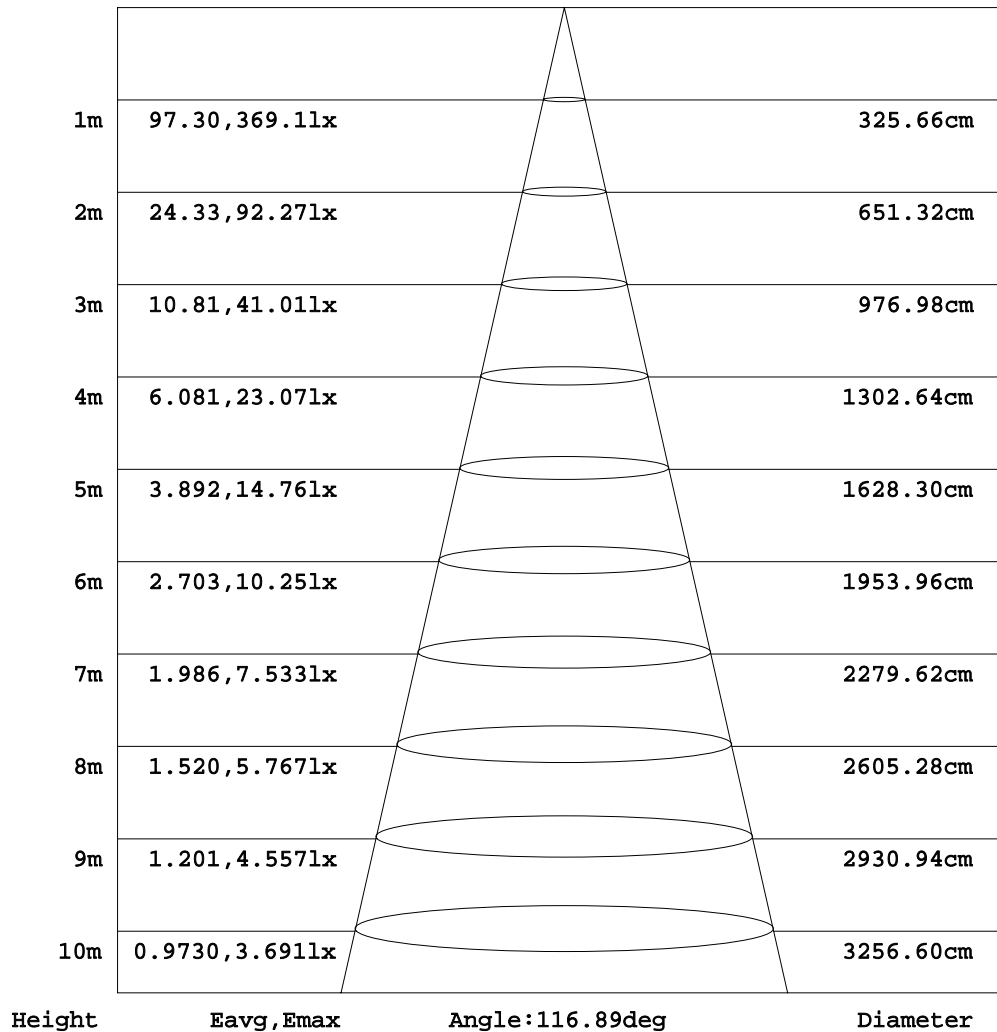 1m 97.30,369.1lx 325.66cm
2m 24.33,92.27lx 651.32cm
3m 10.81,41.01lx 976.98cm
4m 6.081,23.07lx 1302.64cm
5m 3.892,14.76lx 1628.30cm
6m 2.703,10.25lx 1953.96cm
7m 1.986,7.533lx 2279.62cm
8m 1.520,5.767lx 2605.28cm
9m 1.201,4.557lx 2930.94cm
10m 0.9730,3.691lx 3256.60cm
Height Eavg,Emax Angle:116.89deg Diameter